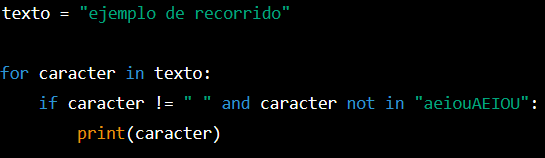 texto = "ejemplo de recorrido"
for caracter in texto:
    if caracter != " " and caracter not in "aeiouAEIOU":
        print(caracter)